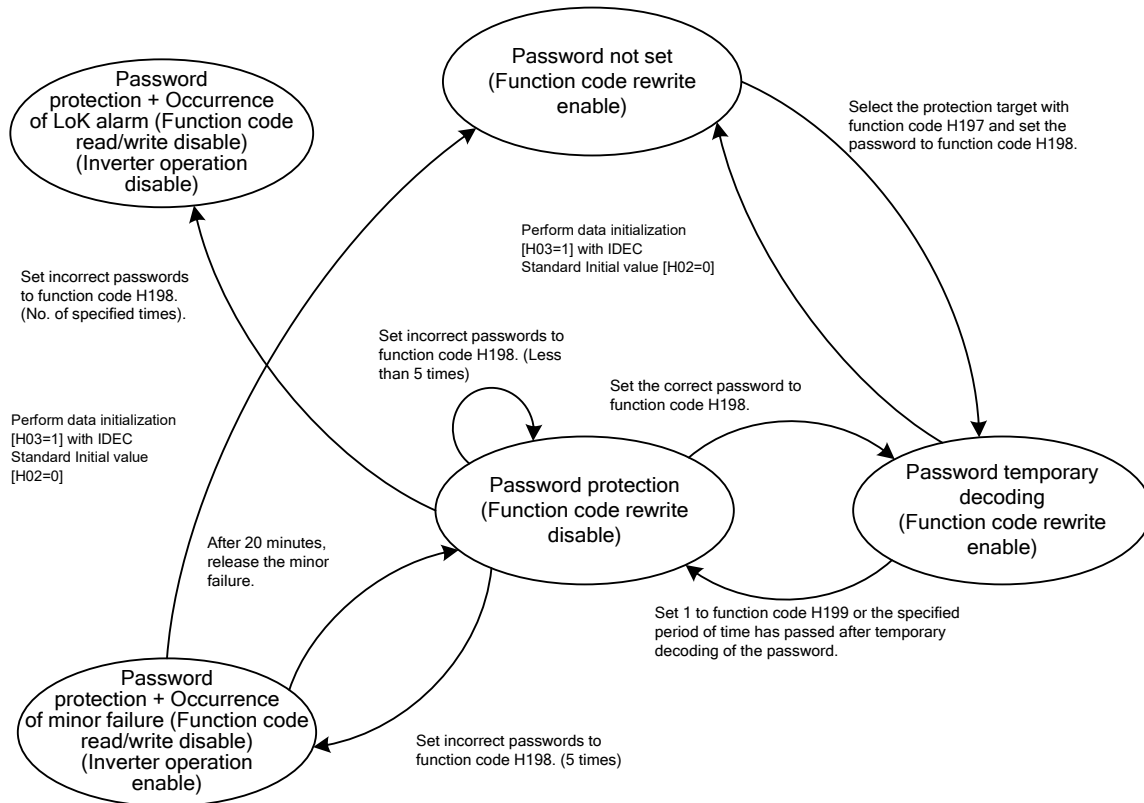 Password
protection + Occurrence
of LoK alarm (Function code
read/write disable)
(Inverter operation
disable)
Password not set
(Function code rewrite
enable)
Select the protection target with
function code H197 and set the
password to function code H198.
Perform data initialization
[H03=1] with IDEC
Standard Initial value [H02=0]
Set incorrect passwords
to function code H198.
(No. of specified times).
Set incorrect passwords to
function code H198. (Less
than 5 times)
Set the correct password to
function code H198.
Perform data initialization
[H03=1] with IDEC
Standard Initial value
[H02=0]
Password protection
(Function code rewrite
disable)
Password temporary
decoding
(Function code rewrite
enable)
After 20 minutes,
release the minor
failure.
Set 1 to function code H199 or the specified
period of time has passed after temporary
decoding of the password.
Password
protection + Occurrence
of minor failure (Function code
read/write disable)
(Inverter operation
enable)
Set incorrect passwords to
function code H198. (5 times)